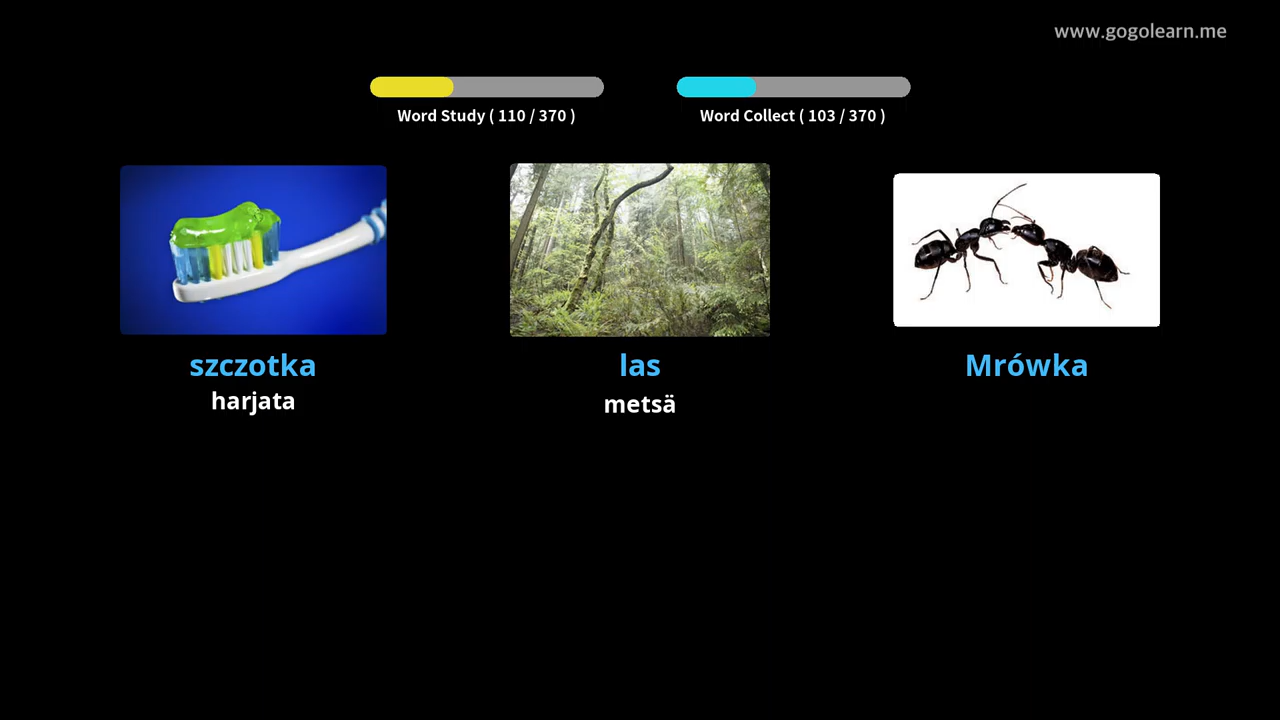 www.gogolearn.me
Word Study ( 110 / 370 )
Word Collect ( 103 / 370 )
szczotka
harjata
las
metsä
Mrówka